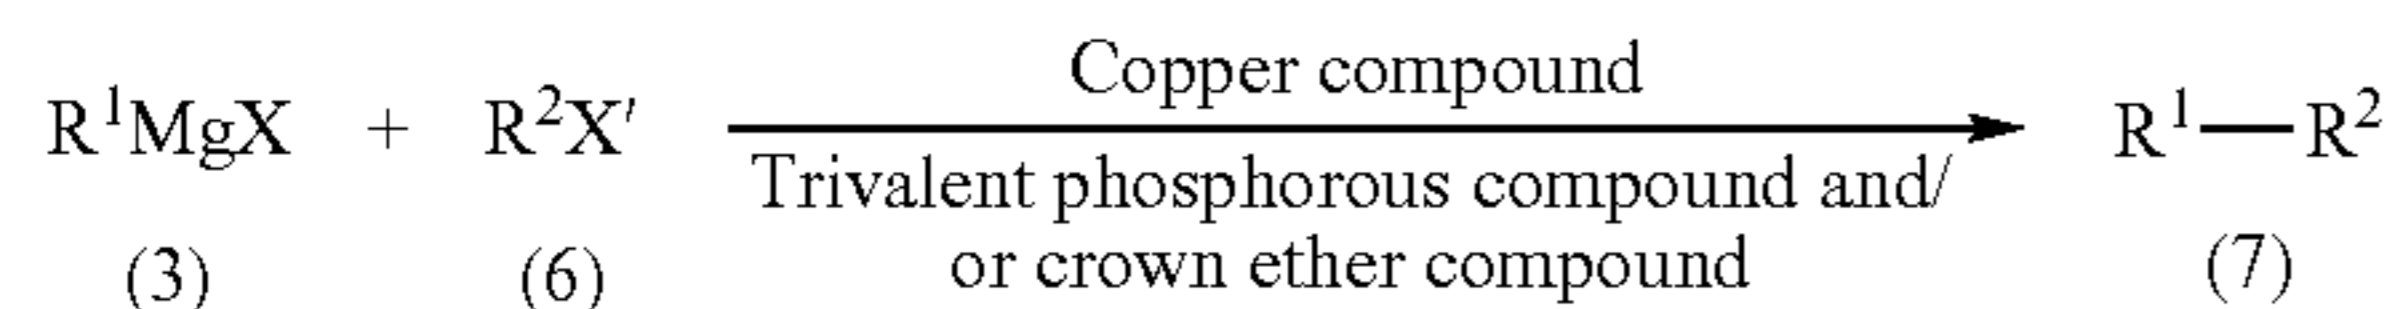 Copper compound
R¹MgX + R²X′ R¹—R²
Trivalent phosphorous compound and/
or crown ether compound
(3) (6) (7)